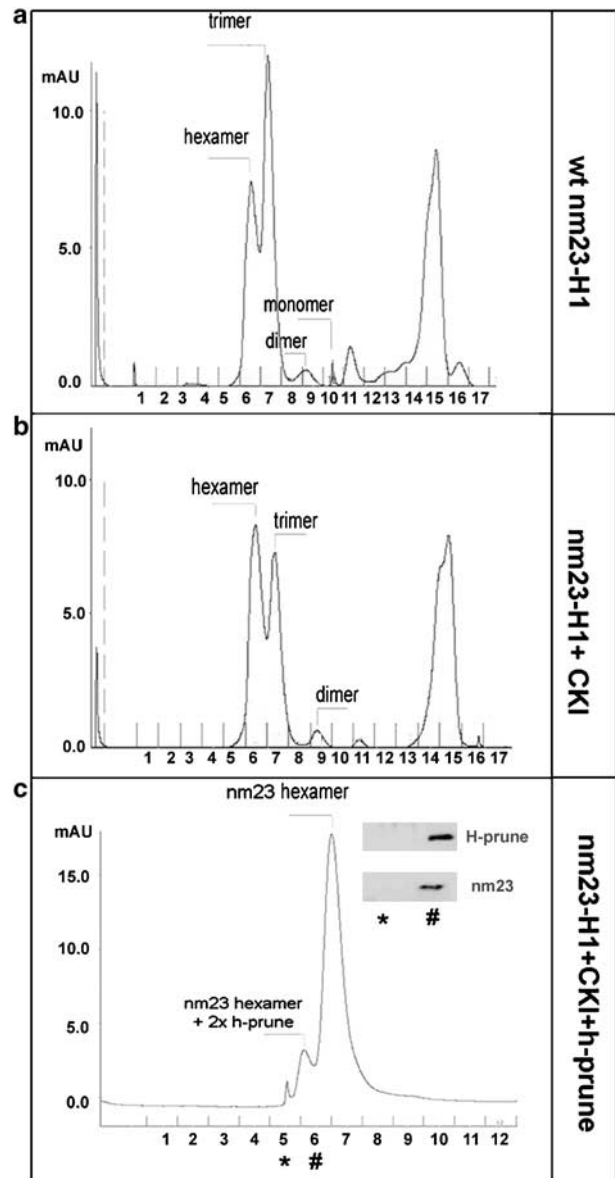 a
trimer
mAU
10.0
hexamer
5.0
monomer
dimer
0.0
1 2 3 4 5 6 7 8 9 10 11 12 13 14 15 16 17
wt nm23-H1
b
mAU
hexamer
10.0
trimer
5.0
dimer
0.0
1 2 3 4 5 6 7 8 9 10 11 12 13 14 15 16 17
nm23-H1+ CKI
c
nm23 hexamer
mAU
H-prune
15.0
nm23
* #
10.0
nm23 hexamer
+ 2x h-prune
5.0
0.0
1 2 3 4 5 6 7 8 9 10 11 12
* #
nm23-H1+CKI+h-prune